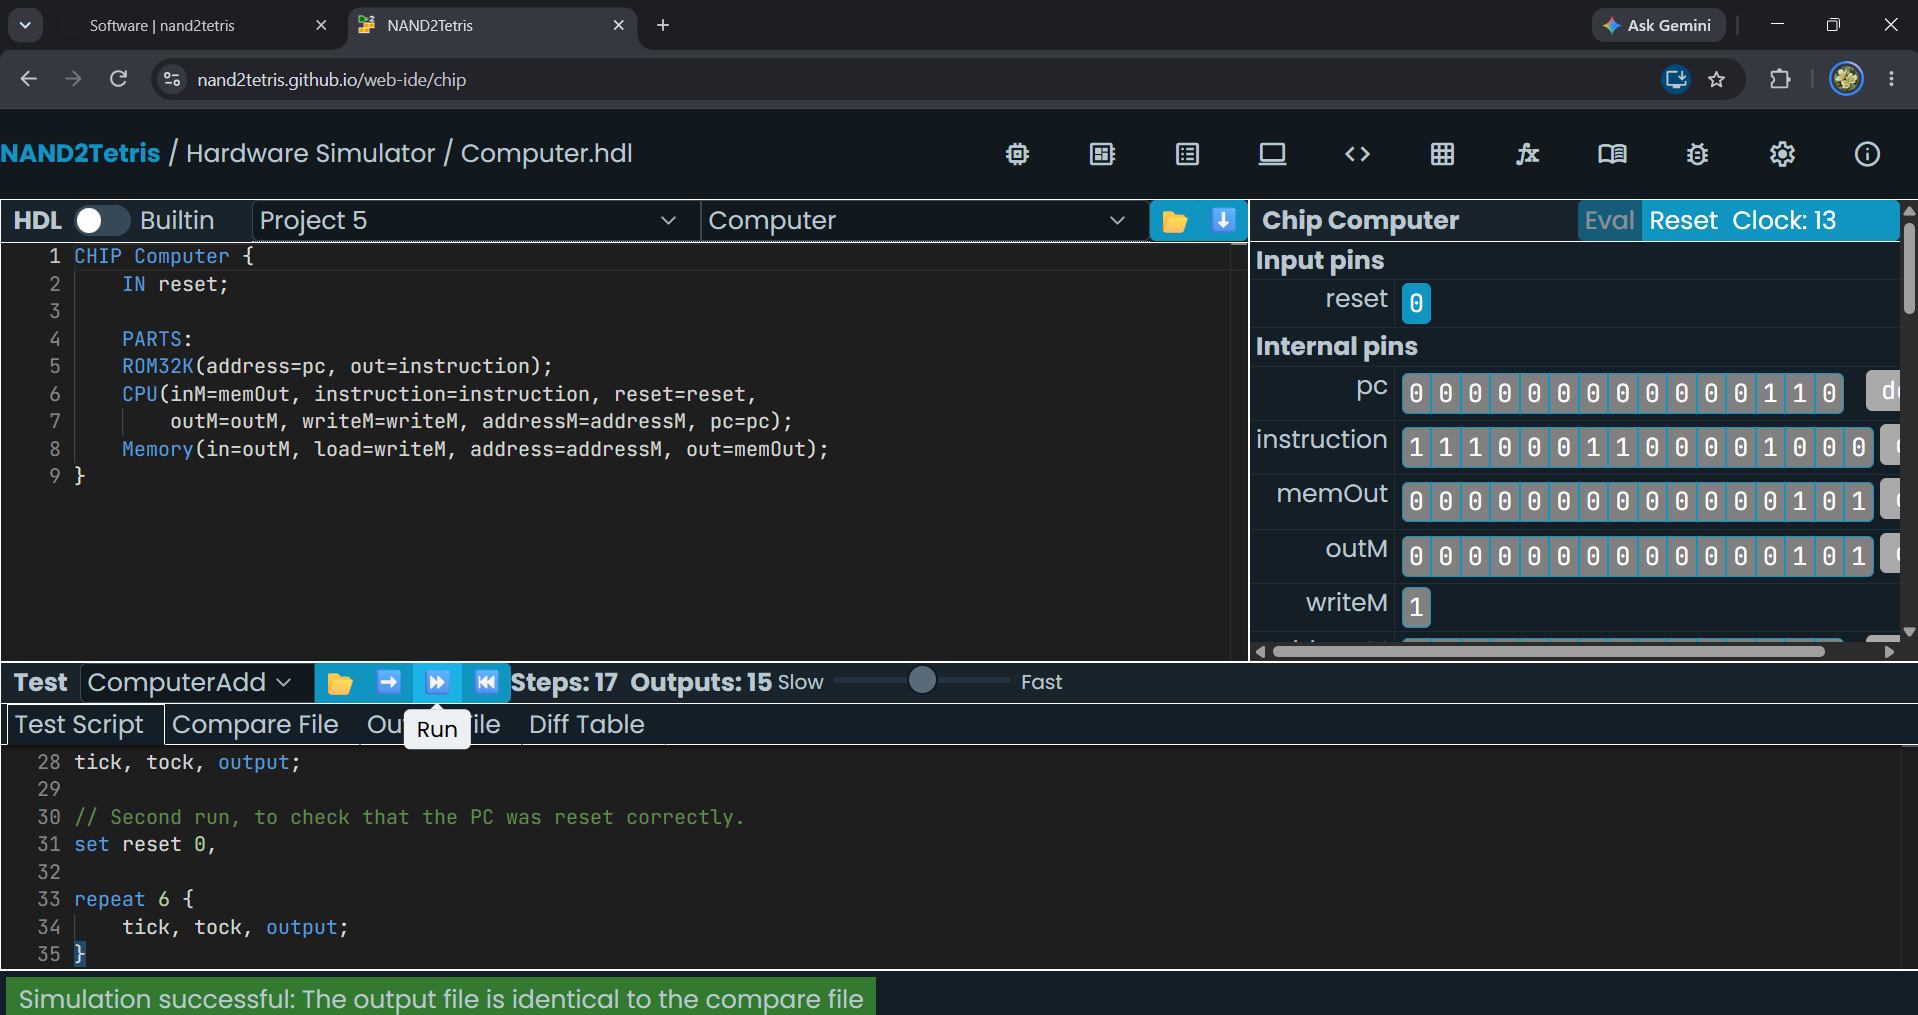 Software | nand2tetris
NAND2Tetris
Ask Gemini
nand2tetris.github.io/web-ide/chip
NAND2Tetris / Hardware Simulator / Computer.hdl
HDL Builtin Project 5 Computer
1 CHIP Computer {
2 IN reset;
3
4 PARTS:
5 ROM32K(address=pc, out=instruction);
6 CPU(inM=memOut, instruction=instruction, reset=reset,
7 outM=outM, writeM=writeM, addressM=addressM, pc=pc);
8 Memory(in=outM, load=writeM, address=addressM, out=memOut);
9 }
Chip Computer Eval Reset Clock: 13
Input pins
reset 0
Internal pins
pc 0 0 0 0 0 0 0 0 0 0 0 0 1 1 0
instruction 1 1 1 0 0 0 1 1 0 0 0 0 1 0 0 0
memOut 0 0 0 0 0 0 0 0 0 0 0 0 0 1 0 1
outM 0 0 0 0 0 0 0 0 0 0 0 0 0 1 0 1
writeM 1
Test ComputerAdd Steps: 17 Outputs: 15 Slow Fast
Test Script Compare File Ou ile Diff Table
Run
28 tick, tock, output;
29
30 // Second run, to check that the PC was reset correctly.
31 set reset 0,
32
33 repeat 6 {
34 tick, tock, output;
35 }
Simulation successful: The output file is identical to the compare file